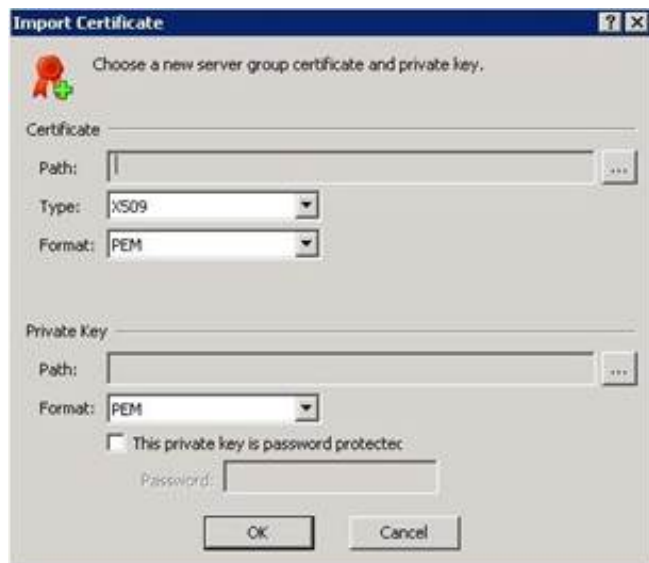 Import Certificate
Choose a new server group certificate and private key.
Certificate
Path:
...
Type: X509
Format: PEM
Private Key
Path:
...
Format: PEM
This private key is password protectec
Password:
OK Cancel